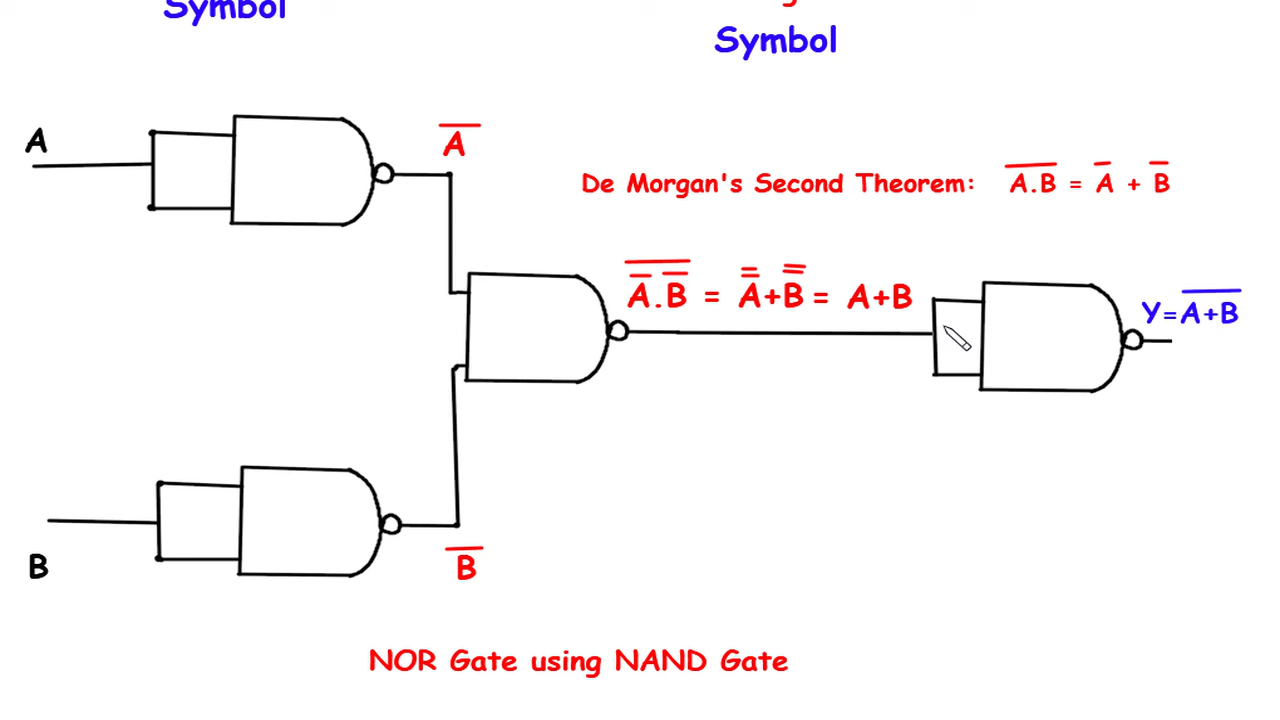 Symbol
Symbol
A
A̅
De Morgan's Second Theorem: A̅.̅B̅ = A̅ + B̅
A̿.̅B̿ = A̿+B̿ = A+B
Y=A̅+̅B̅
B
B̅
NOR Gate using NAND Gate